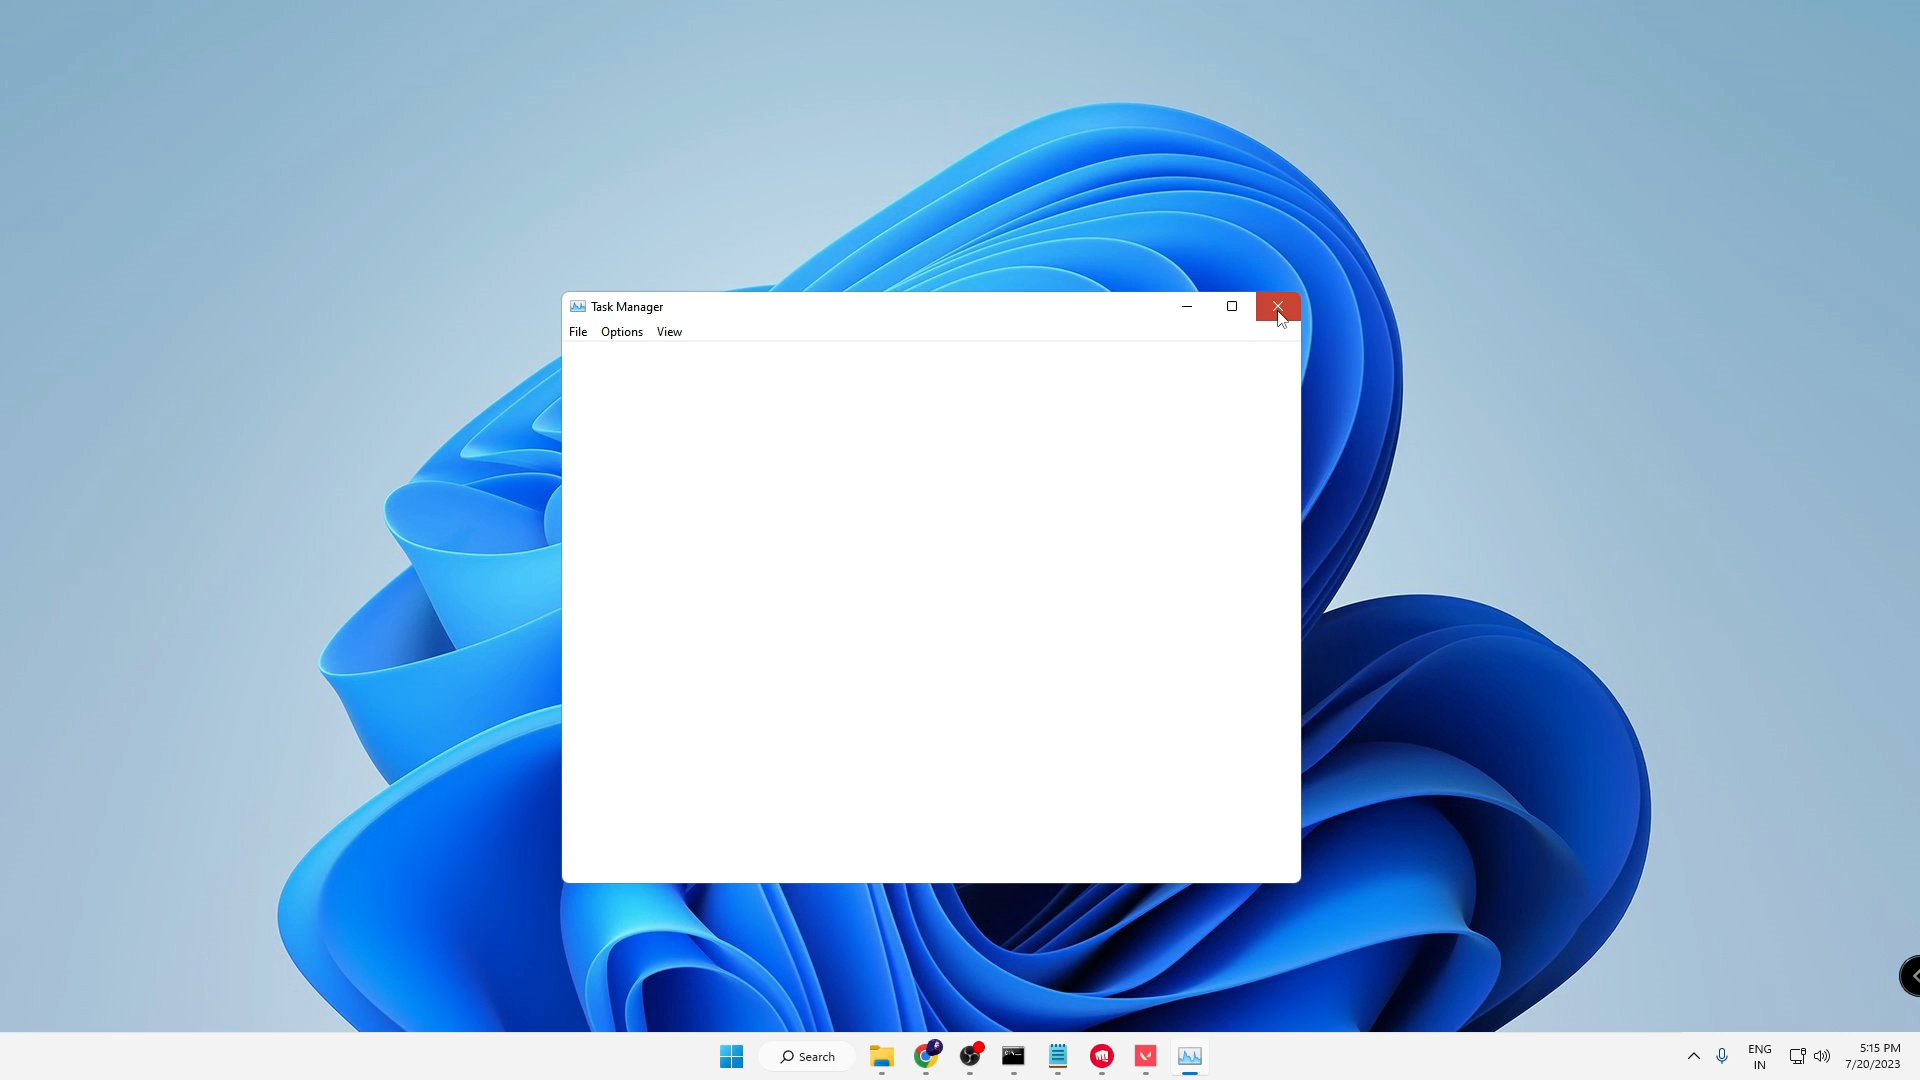 Task Manager
File Options View
Search
ENG
IN
5:15 PM
7/20/2023